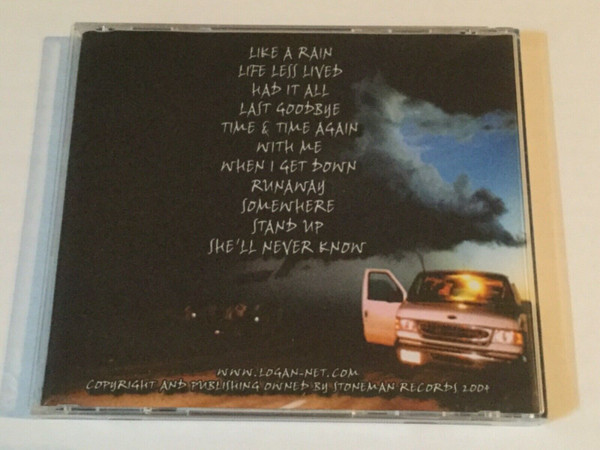 LIKE A RAIN
LIFE LESS LIVED
HAD IT ALL
LAST GOODBYE
TIME & TIME AGAIN
WITH ME
WHEN I GET DOWN
RUNAWAY
SOMEWHERE
STAND UP
SHE'LL NEVER KNOW
WWW.LOGAN-NET.COM
COPYRIGHT AND PUBLISHING OWNED BY STONEMAN RECORDS 2004